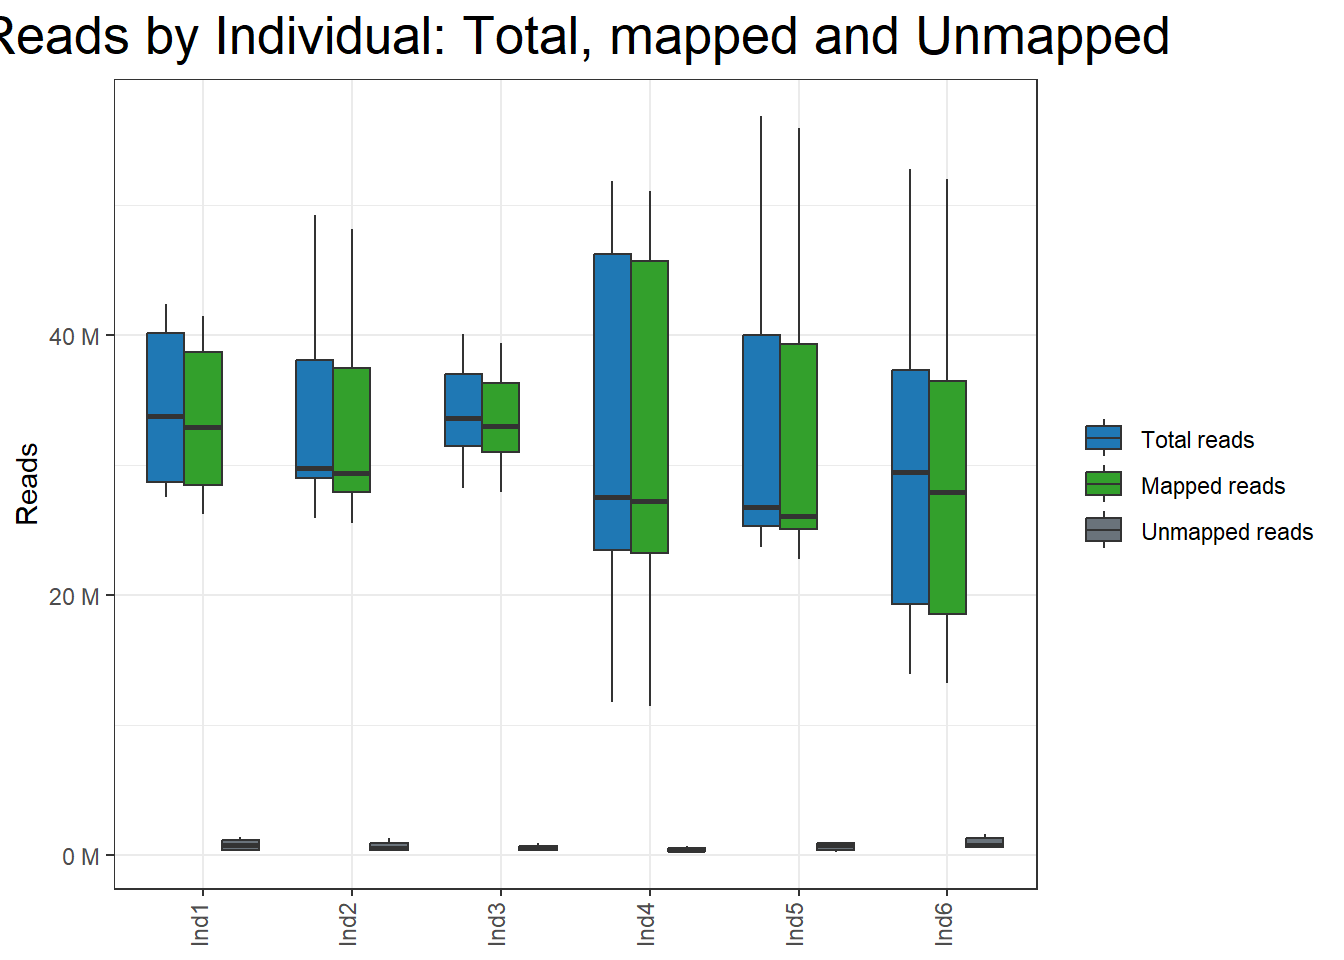 Reads by Individual: Total, mapped and Unmapped
Reads
40 M
20 M
0 M
Ind1
Ind2
Ind3
Ind4
Ind5
Ind6
Total reads
Mapped reads
Unmapped reads